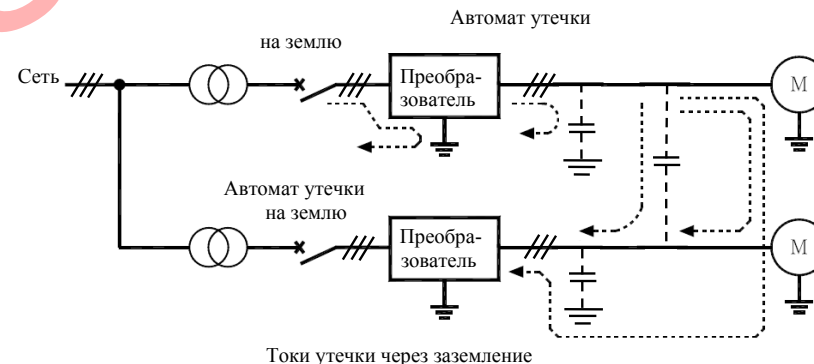 Автомат утечки
на землю
Сеть
Преобра-
зователь
М
Автомат утечки
на землю
Преобра-
зователь
М
Токи утечки через заземление